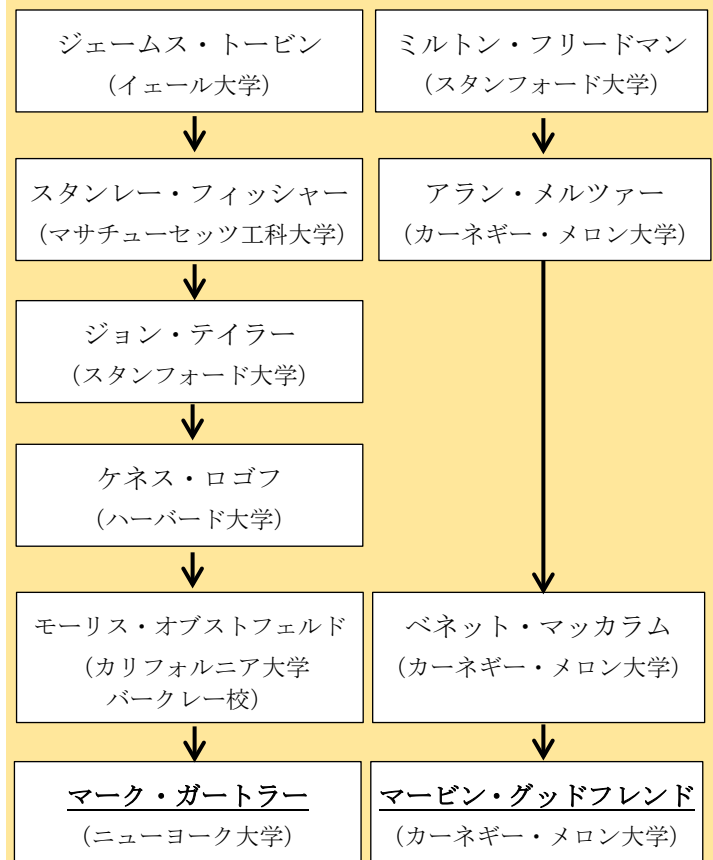 ジェームス・トービン
（イェール大学）
ミルトン・フリードマン
（スタンフォード大学）
スタンレー・フィッシャー
（マサチューセッツ工科大学）
アラン・メルツァー
（カーネギー・メロン大学）
ジョン・テイラー
（スタンフォード大学）
ケネス・ロゴフ
（ハーバード大学）
モーリス・オブストフェルド
（カリフォルニア大学
バークレー校）
ベネット・マッカラム
（カーネギー・メロン大学）
マーク・ガートラー
（ニューヨーク大学）
マービン・グッドフレンド
（カーネギー・メロン大学）